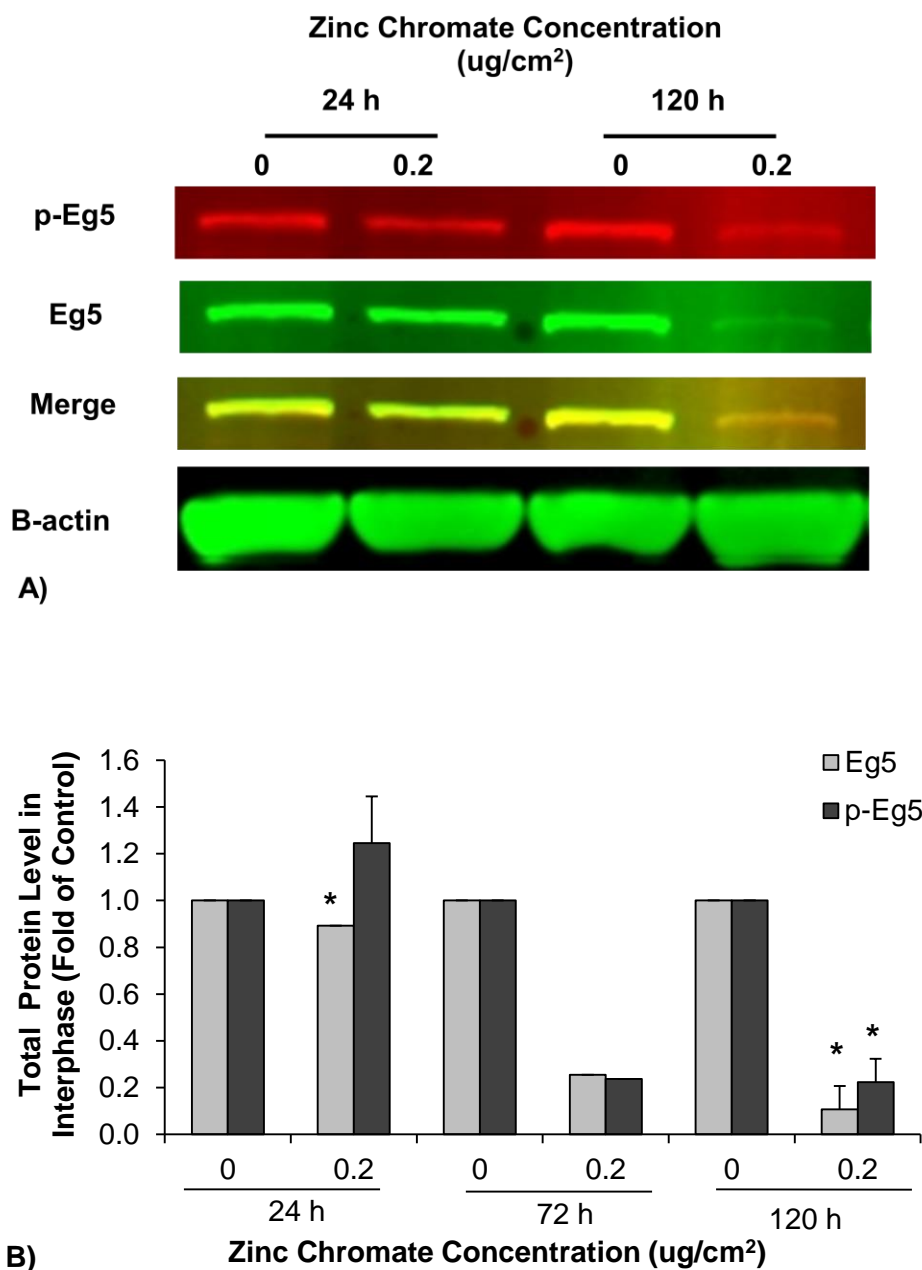 Zinc Chromate Concentration
(ug/cm²)
24 h 120 h
0 0.2 0 0.2
p-Eg5
Eg5
Merge
B-actin
A)
Total Protein Level in
Interphase (Fold of Control)
1.6
1.4
1.2
1.0
0.8
0.6
0.4
0.2
0.0
Eg5
p-Eg5
*
* *
0 0.2 0 0.2 0 0.2
24 h 72 h 120 h
B) Zinc Chromate Concentration (ug/cm²)